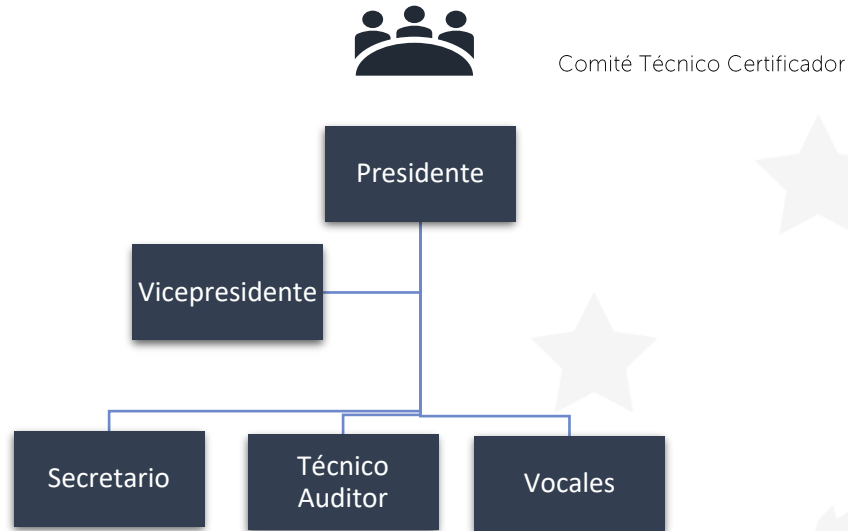 Comité Técnico Certificador
Presidente
Vicepresidente
Secretario
Técnico
Auditor
Vocales